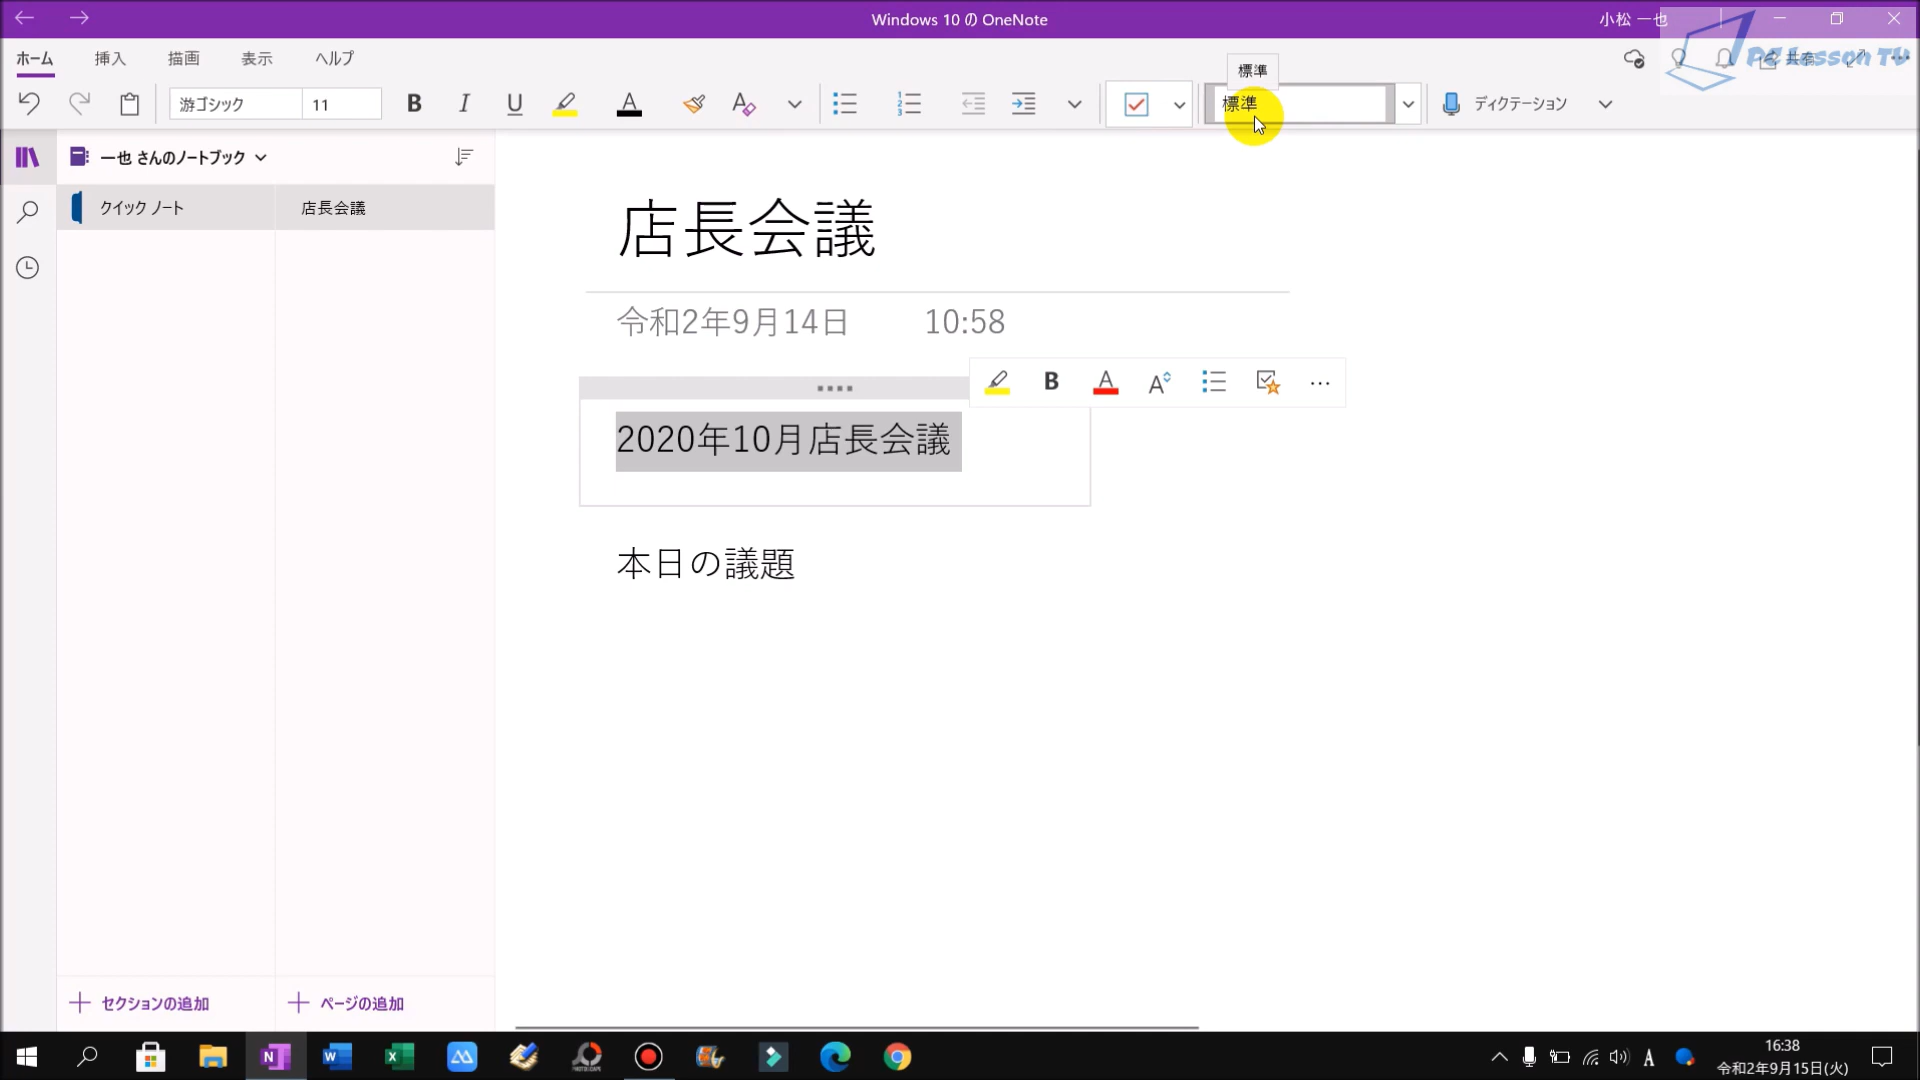 Windows 10 の OneNote
小松 一也
ホーム
挿入
描画
表示
ヘルプ
共有
PC Lesson TV
標準
游ゴシック
11
B
I
U
標準
ディクテーション
一也 さんのノートブック
クイック ノート
店長会議
店長会議
令和2年9月14日 10:58
B
2020年10月店長会議
本日の議題
セクションの追加
ページの追加
16:38
令和2年9月15日(火)